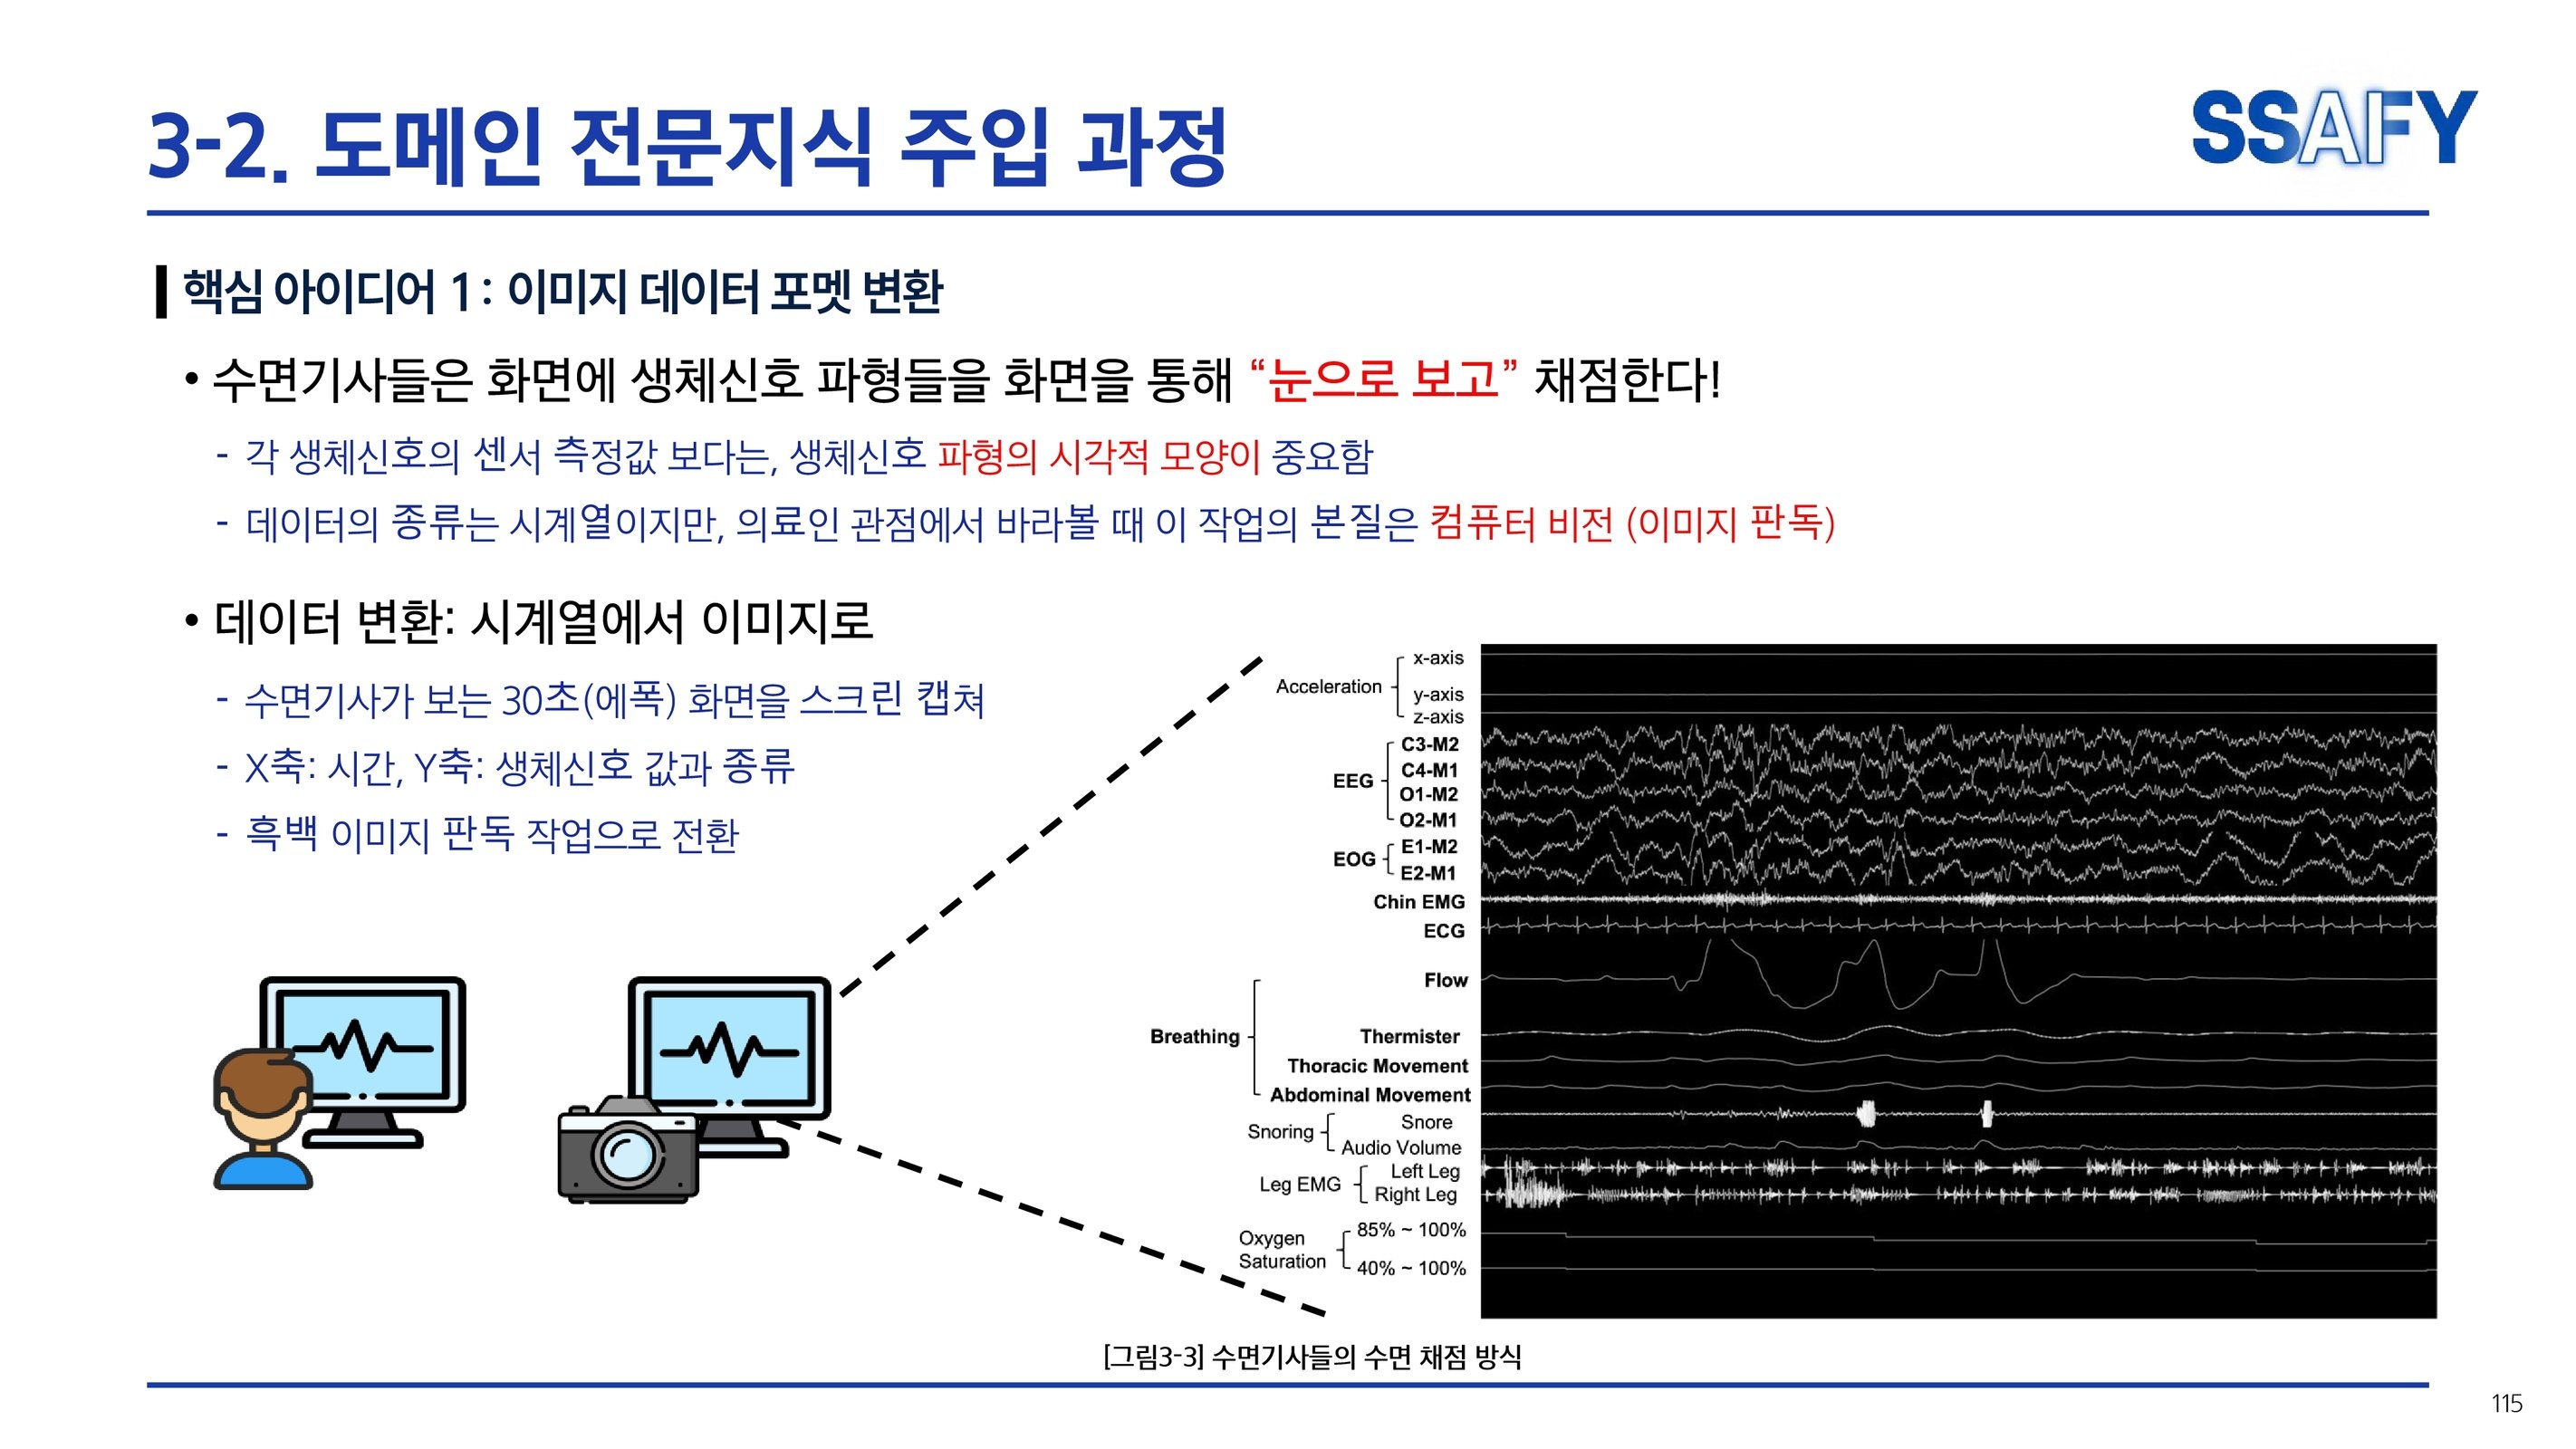 3-2. 도메인 전문지식 주입 과정
SSAFY
핵심 아이디어 1 : 이미지 데이터 포멧 변환
• 수면기사들은 화면에 생체신호 파형들을 화면을 통해 “눈으로 보고” 채점한다!
- 각 생체신호의 센서 측정값 보다는, 생체신호 파형의 시각적 모양이 중요함
- 데이터의 종류는 시계열이지만, 의료인 관점에서 바라볼 때 이 작업의 본질은 컴퓨터 비전 (이미지 판독)
• 데이터 변환: 시계열에서 이미지로
- 수면기사가 보는 30초(에폭) 화면을 스크린 캡쳐
- X축: 시간, Y축: 생체신호 값과 종류
- 흑백 이미지 판독 작업으로 전환
Acceleration
x-axis
y-axis
z-axis
EEG
C3-M2
C4-M1
O1-M2
O2-M1
EOG
E1-M2
E2-M1
Chin EMG
ECG
Breathing
Flow
Thermister
Thoracic Movement
Abdominal Movement
Snoring
Snore
Audio Volume
Leg EMG
Left Leg
Right Leg
Oxygen
Saturation
85% ~ 100%
40% ~ 100%
[그림3-3] 수면기사들의 수면 채점 방식
115